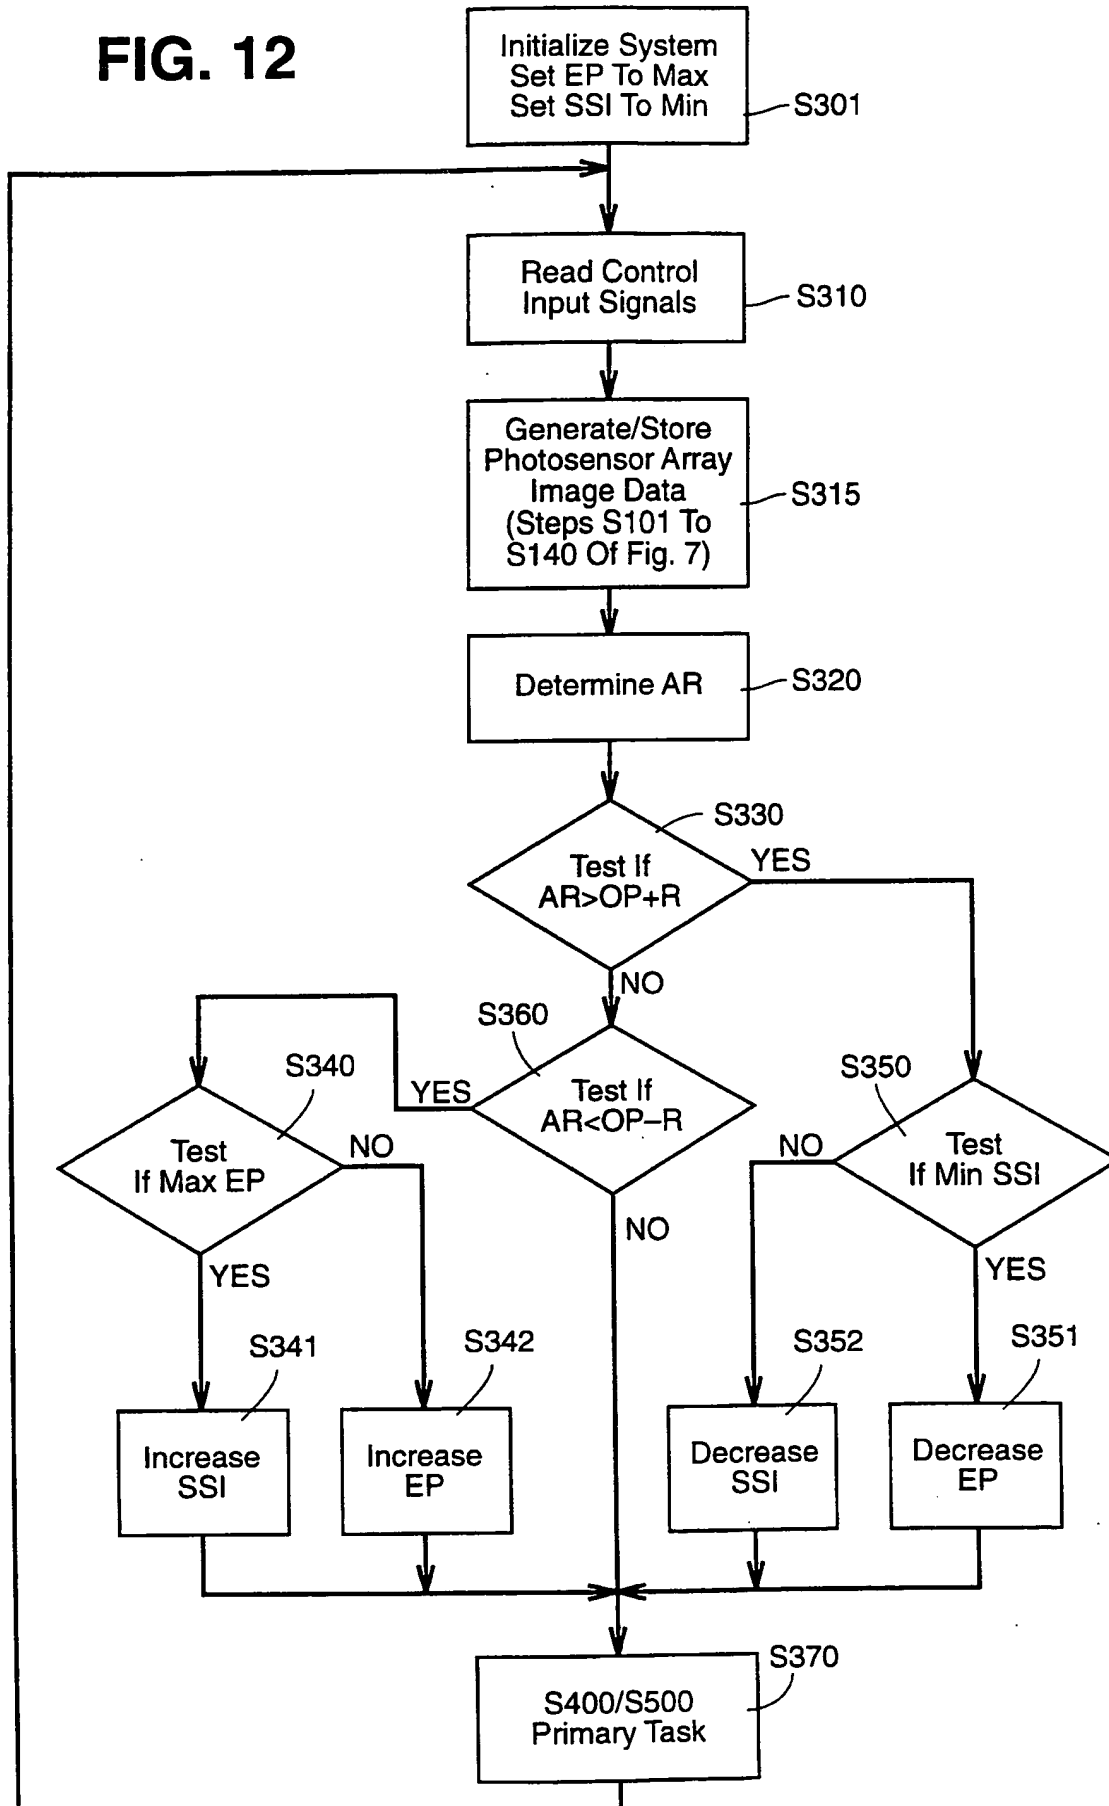 FIG. 12
Initialize System
Set EP To Max
Set SSI To Min
S301
Read Control
Input Signals
S310
Generate/Store
Photosensor Array
Image Data
(Steps S101 To
S140 Of Fig. 7)
S315
Determine AR
S320
S330
Test If
AR>OP+R
YES
NO
S360
Test If
AR<OP–R
YES
NO
S340
Test
If Max EP
NO
YES
S350
Test
If Min SSI
NO
YES
S341
Increase
SSI
S342
Increase
EP
S352
Decrease
SSI
S351
Decrease
EP
S370
S400/S500
Primary Task